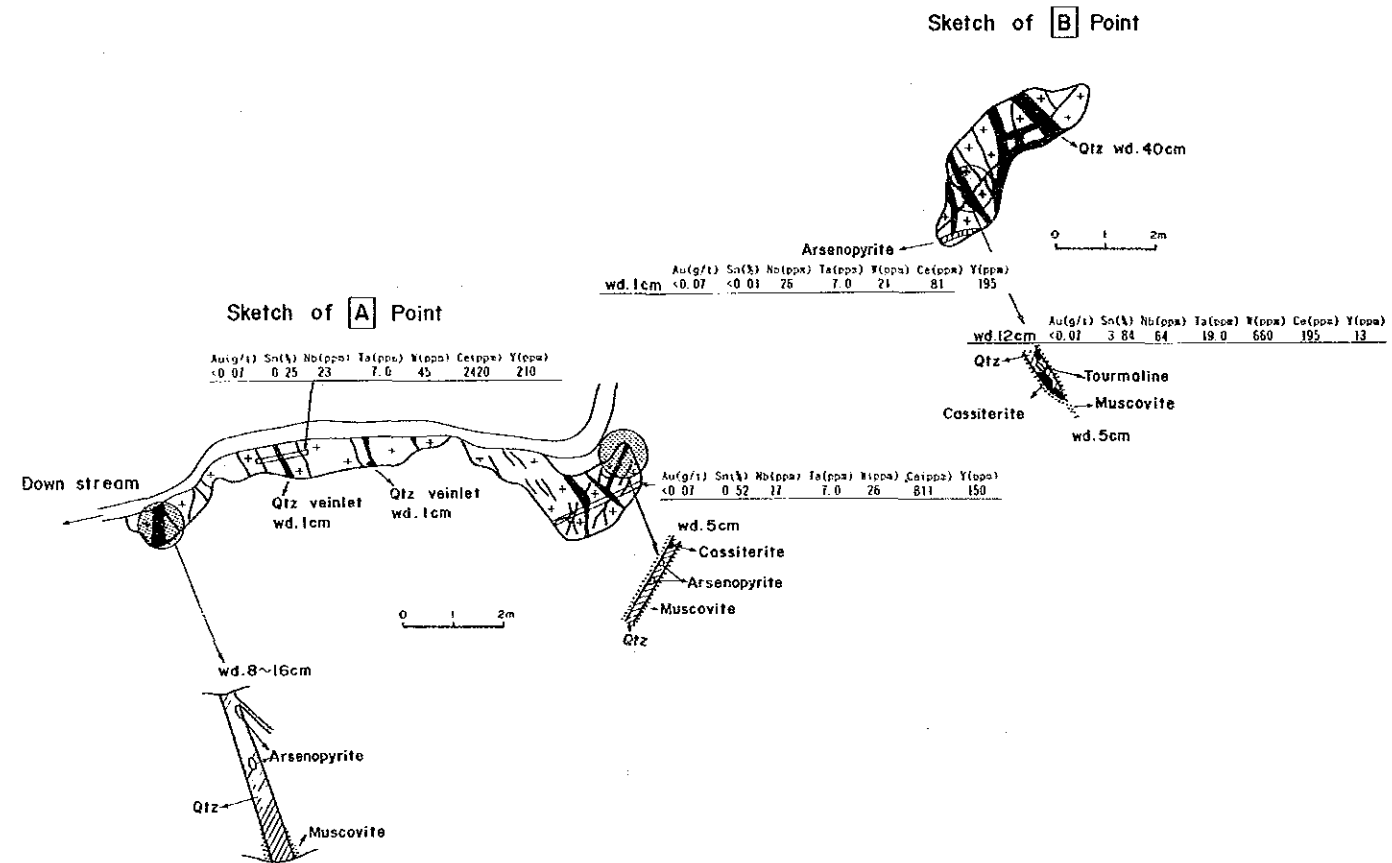 Sketch of B Point
Qtz wd. 40cm
0 1 2m
Arsenopyrite
Au(g/t) Sn(%) Nb(ppm) Ta(ppm) W(ppm) Ce(ppm) Y(ppm)
wd. 1cm <0.07 <0.01 26 7.0 21 81 195
Au(g/t) Sn(%) Nb(ppm) Ta(ppm) W(ppm) Ce(ppm) Y(ppm)
wd. 12cm <0.07 3.84 64 19.0 660 195 13
Qtz
Tourmaline
Cassiterite
Muscovite
wd. 5cm
Sketch of A Point
Au(g/t) Sn(%) Nb(ppm) Ta(ppm) W(ppm) Ce(ppm) Y(ppm)
<0.07 0.25 23 7.0 45 2420 210
Down stream
Qtz veinlet
wd. 1cm
Qtz veinlet
wd. 1cm
Au(g/t) Sn(%) Nb(ppm) Ta(ppm) W(ppm) Ce(ppm) Y(ppm)
<0.07 0.52 7.0 26 811 150
wd. 5cm
Cassiterite
Arsenopyrite
Muscovite
Qtz
0 1 2m
wd. 8~16cm
Arsenopyrite
Qtz
Muscovite